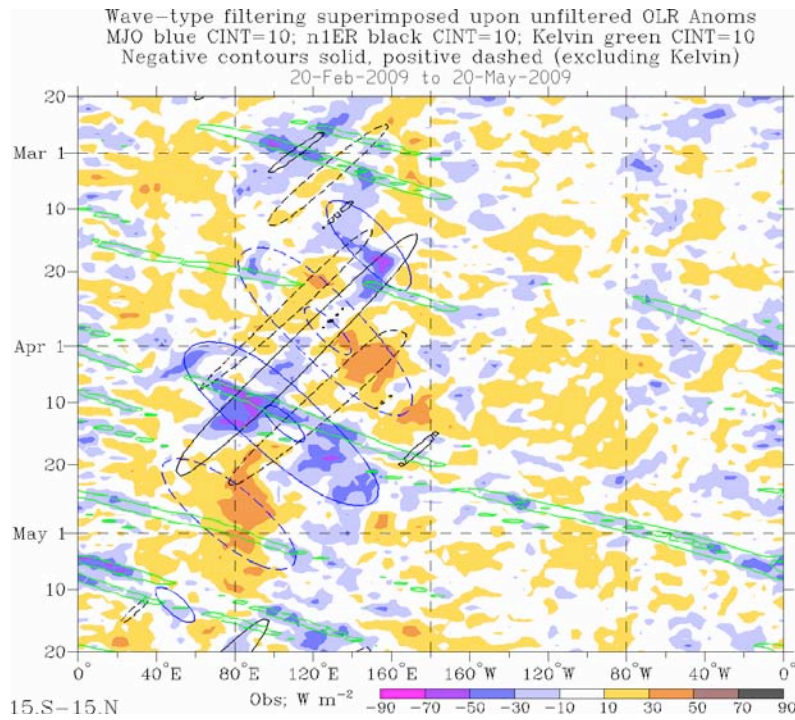 Wave-type filtering superimposed upon unfiltered OLR Anoms
MJO blue CINT=10; n1ER black CINT=10; Kelvin green CINT=10
Negative contours solid, positive dashed (excluding Kelvin)
20-Feb-2009 to 20-May-2009
20
Mar 1
10
20
Apr 1
10
20
May 1
10
20
0° 40 E 80 E 120 E 160 E 160 W 120 W 80 W 40 W 0°
15.S-15.N
Obs; W m⁻²
-90 -70 -50 -30 -10 10 30 50 70 90